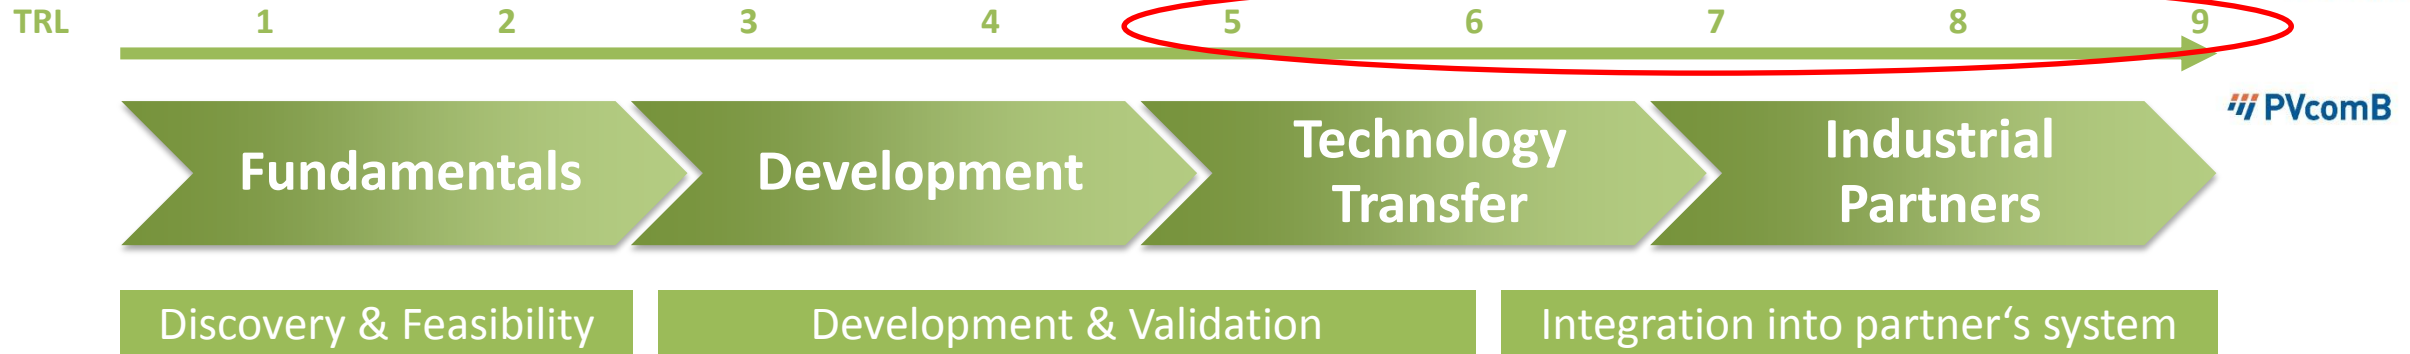 TRL 1 2 3 4 5 6 7 8 9
PVcomB
Fundamentals
Development
Technology
Transfer
Industrial
Partners
Discovery & Feasibility
Development & Validation
Integration into partner‘s system